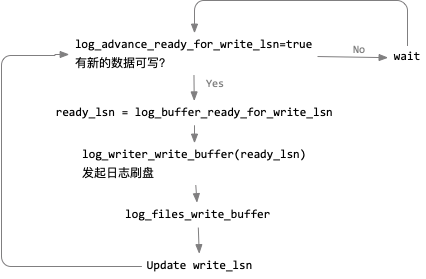 log_advance_ready_for_write_lsn=true
有新的数据可写?
No
wait
Yes
ready_lsn = log_buffer_ready_for_write_lsn
log_writer_write_buffer(ready_lsn)
发起日志刷盘
log_files_write_buffer
Update write_lsn